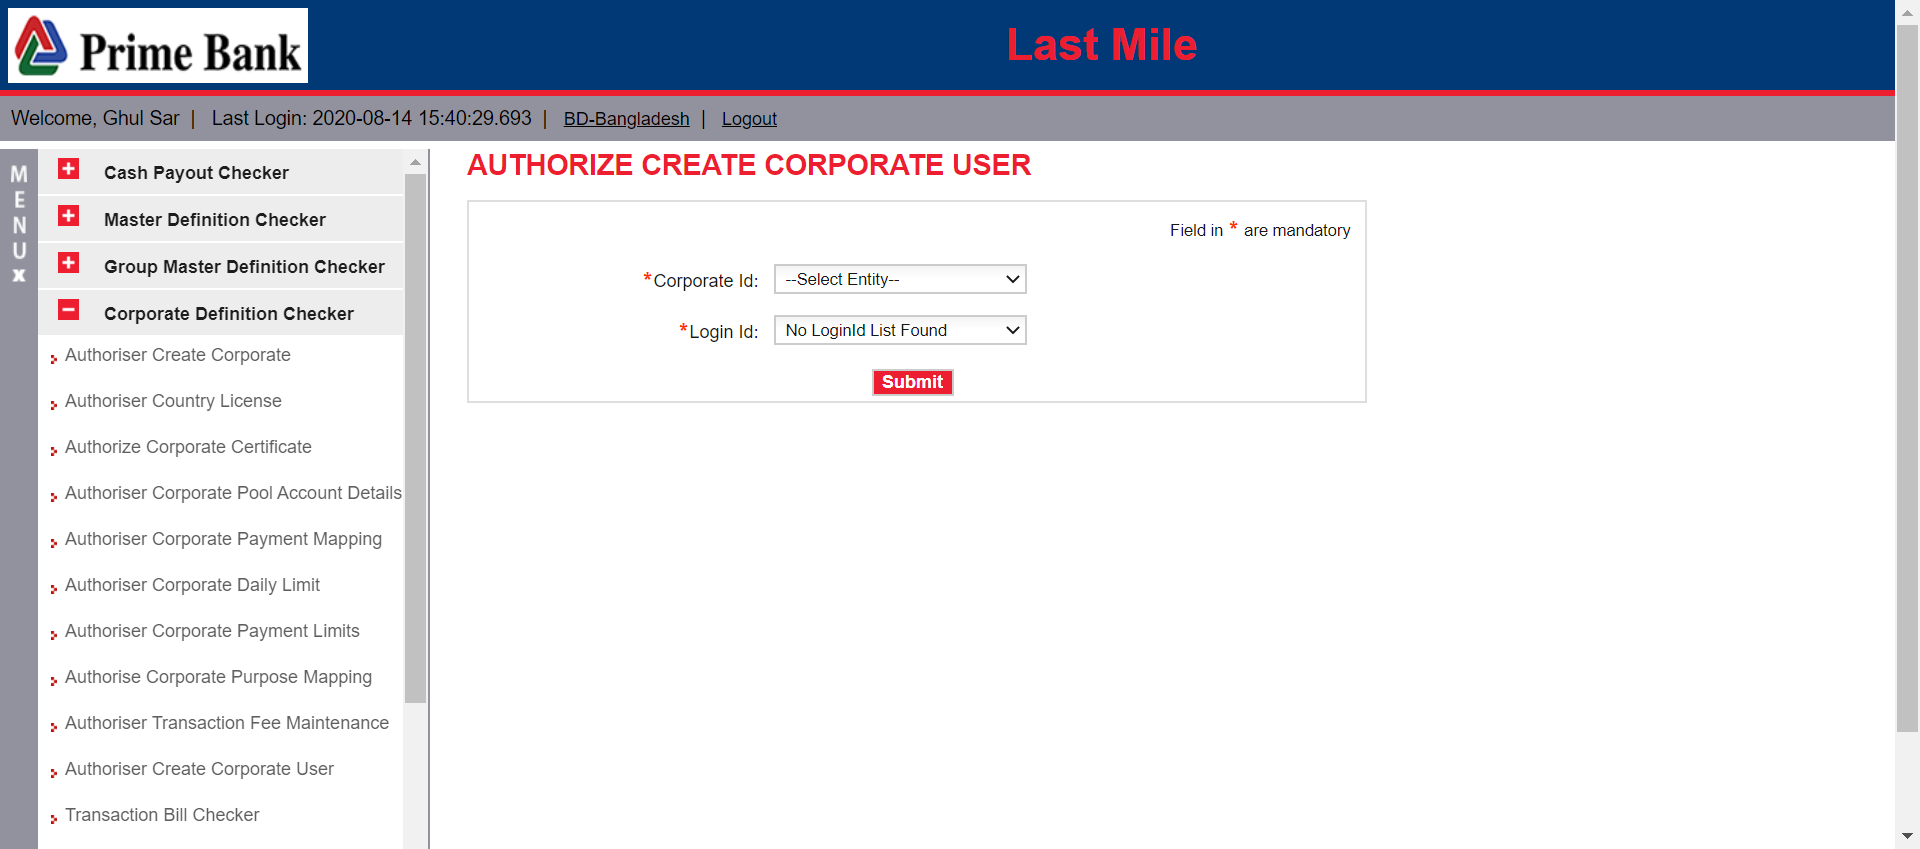 Prime Bank
Last Mile
Welcome, Ghul Sar | Last Login: 2020-08-14 15:40:29.693 | BD-Bangladesh | Logout
MENU X
Cash Payout Checker
Master Definition Checker
Group Master Definition Checker
Corporate Definition Checker
Authoriser Create Corporate
Authoriser Country License
Authorize Corporate Certificate
Authoriser Corporate Pool Account Details
Authoriser Corporate Payment Mapping
Authoriser Corporate Daily Limit
Authoriser Corporate Payment Limits
Authorise Corporate Purpose Mapping
Authoriser Transaction Fee Maintenance
Authoriser Create Corporate User
Transaction Bill Checker
AUTHORIZE CREATE CORPORATE USER
Field in * are mandatory
*Corporate Id: --Select Entity--
*Login Id: No LoginId List Found
Submit